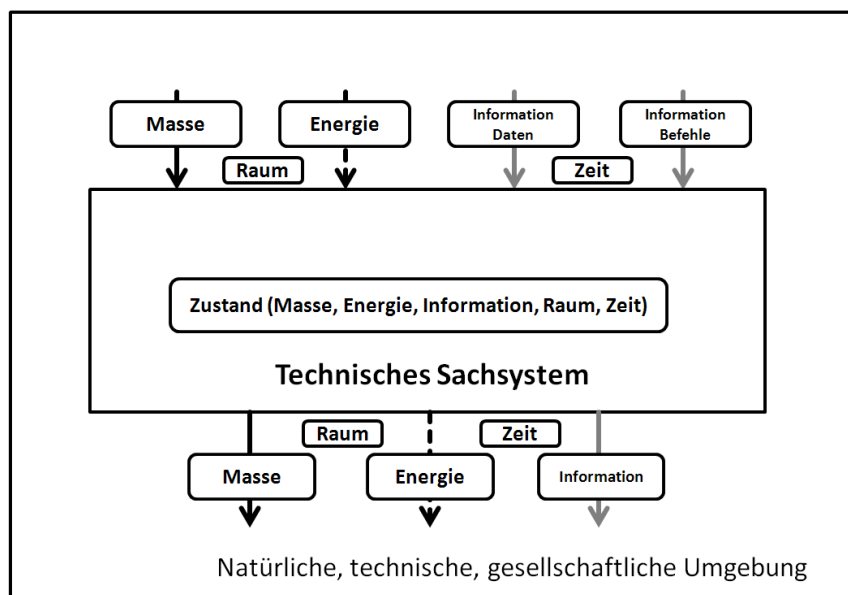 Masse
Energie
Information
Daten
Information
Befehle
Raum
Zeit
Zustand (Masse, Energie, Information, Raum, Zeit)
Technisches Sachsystem
Raum
Zeit
Masse
Energie
Information
Natürliche, technische, gesellschaftliche Umgebung